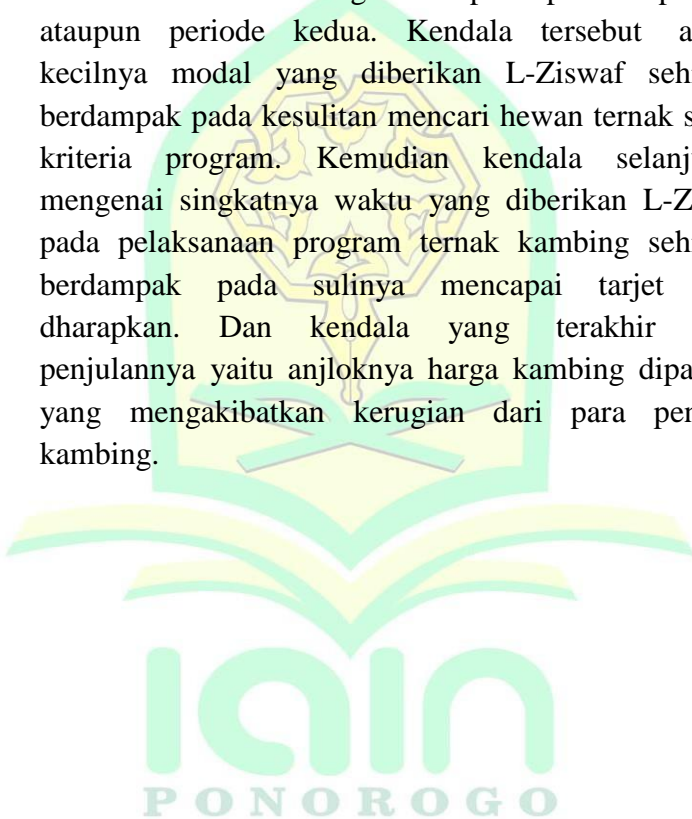 ataupun periode kedua. Kendala tersebut a
kecilnya modal yang diberikan L-Ziswaf seh
berdampak pada kesulitan mencari hewan ternak s
kriteria program. Kemudian kendala selanj
mengenai singkatnya waktu yang diberikan L-Z
pada pelaksanaan program ternak kambing seh
berdampak pada sulinya mencapai tarjet
dharapkan. Dan kendala yang terakhir
penjulannya yaitu anjloknya harga kambing dipa
yang mengakibatkan kerugian dari para per
kambing.
iain
PONOROGO